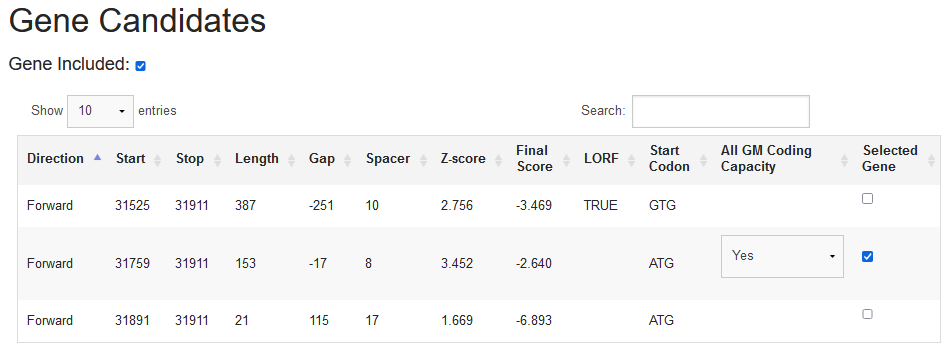 Gene Candidates
Gene Included:
Show 10 entries Search:
Direction Start Stop Length Gap Spacer Z-score Final Score LORF Start Codon All GM Coding Capacity Selected Gene
Forward 31525 31911 387 -251 10 2.756 -3.469 TRUE GTG
Forward 31759 31911 153 -17 8 3.452 -2.640 ATG Yes
Forward 31891 31911 21 115 17 1.669 -6.893 ATG